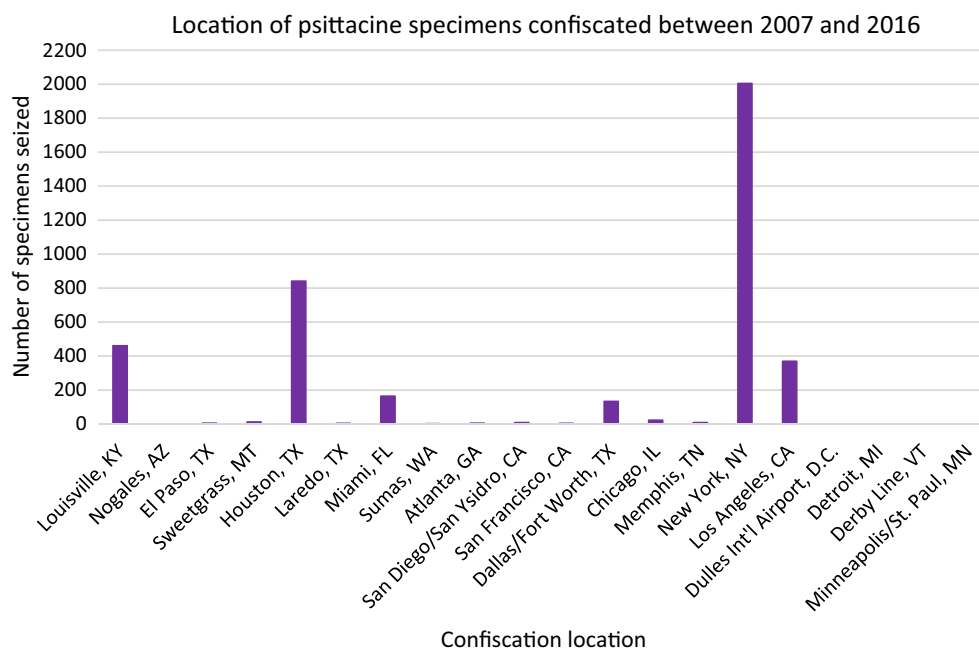 Location of psittacine specimens confiscated between 2007 and 2016
Number of specimens seized
2200
2000
1800
1600
1400
1200
1000
800
600
400
200
0
Louisville, KY
Nogales, AZ
El Paso, TX
Sweetgrass, MT
Houston, TX
Laredo, TX
Miami, FL
Sumas, WA
Atlanta, GA
San Diego/San Ysidro, CA
San Francisco, CA
Dallas/Fort Worth, TX
Chicago, IL
Memphis, TN
New York, NY
Los Angeles, CA
Dulles Int'l Airport, D.C.
Detroit, MI
Derby Line, VT
Minneapolis/St. Paul, MN
Confiscation location